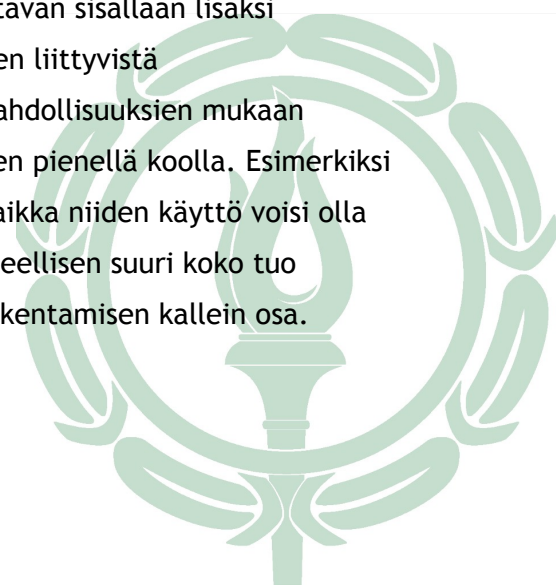 tävän sisällään lisäksi
en liittyvistä
ahdollisuuksien mukaan
en pienellä koolla. Esimerkiksi
aikka niiden käyttö voisi olla
eellisen suuri koko tuo
kentamisen kallein osa.